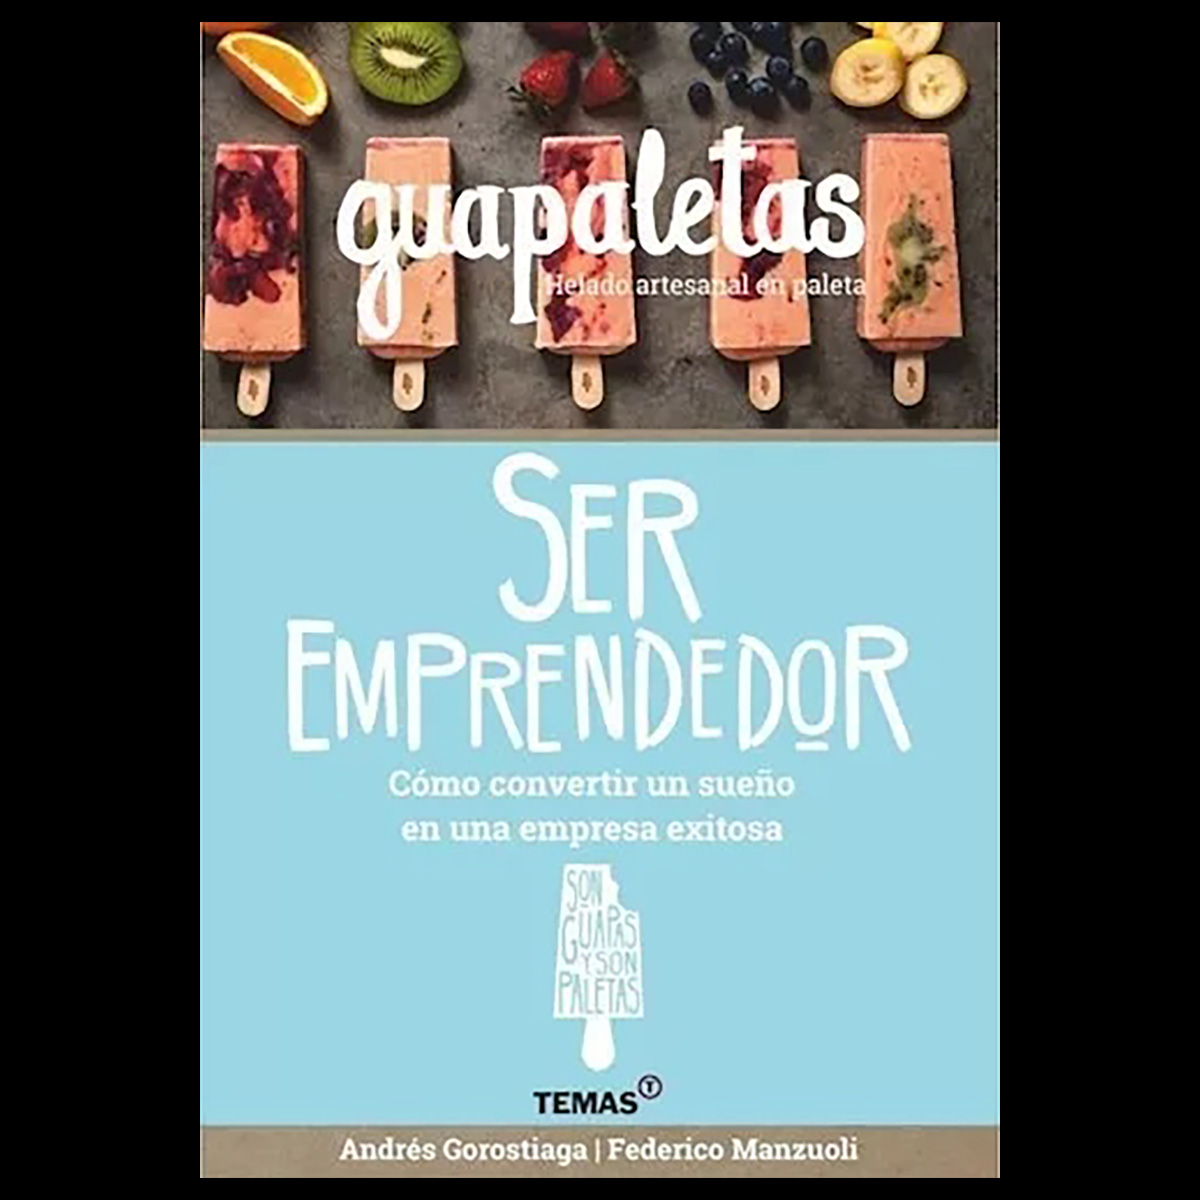 guapaletas
Helado artesanal en paleta
SER
EMPRENDEDOR
Cómo convertir un sueño
en una empresa exitosa
SON
GUAPAS
Y SON
PALETAS
TEMAS T
Andrés Gorostiaga | Federico Manzuoli